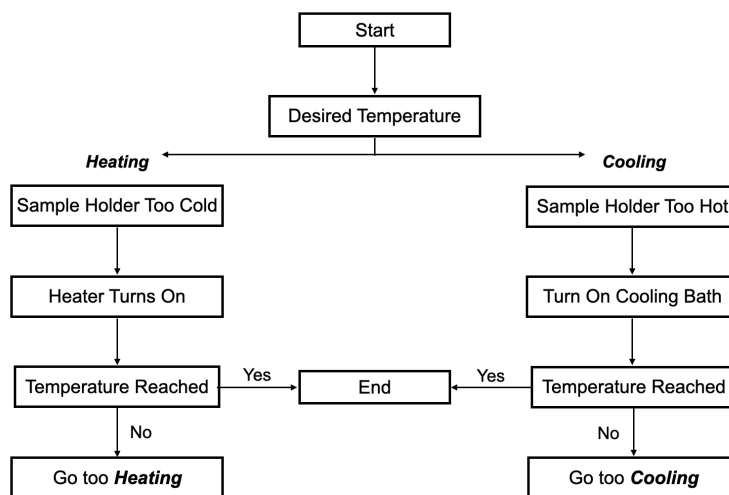 Start
Desired Temperature
Heating
Cooling
Sample Holder Too Cold
Sample Holder Too Hot
Heater Turns On
Turn On Cooling Bath
Temperature Reached
Yes
End
Yes
Temperature Reached
No
No
Go too Heating
Go too Cooling